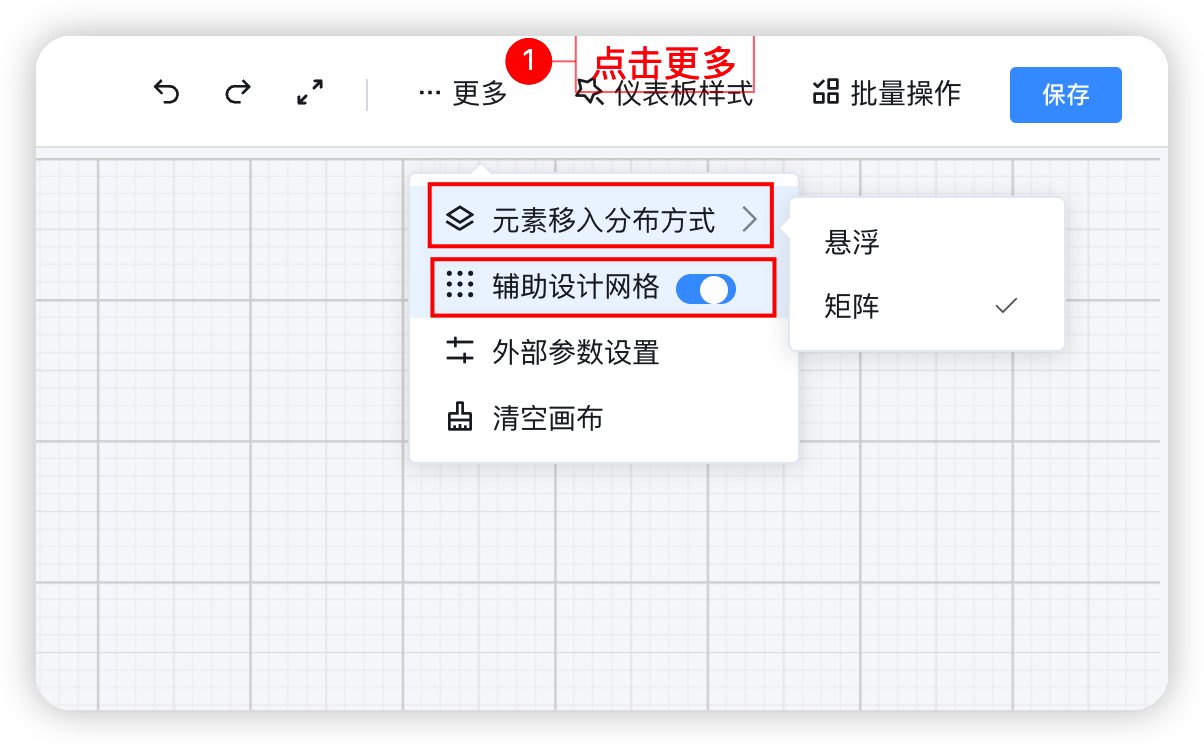 1 点击更多
更多 仪表板样式 批量操作 保存
元素移入分布方式
辅助设计网格
外部参数设置
清空画布
悬浮
矩阵